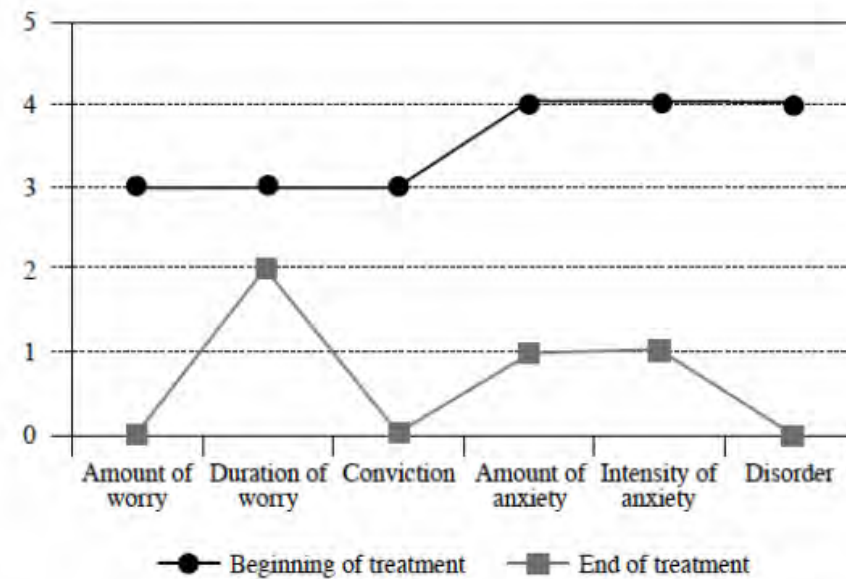 5
4
3
2
1
0
Amount of worry
Duration of worry
Conviction
Amount of anxiety
Intensity of anxiety
Disorder
Beginning of treatment
End of treatment